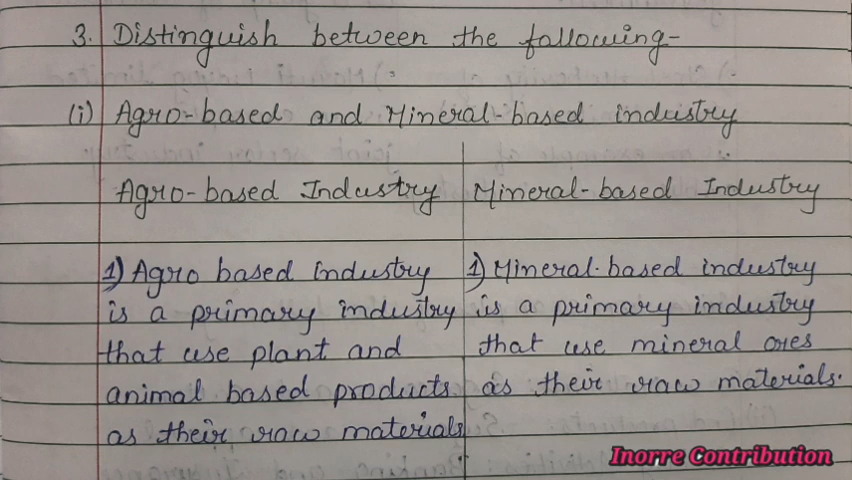 3. Distinguish between the following-
(i) Agro-based and Mineral-based industry
Agro-based Industry
1) Agro based industry
is a primary industry
that use plant and
animal based products
as their raw materials
Mineral-based Industry
1) Mineral-based industry
is a primary industry
that use mineral ores
as their raw materials.
Inorre Contribution